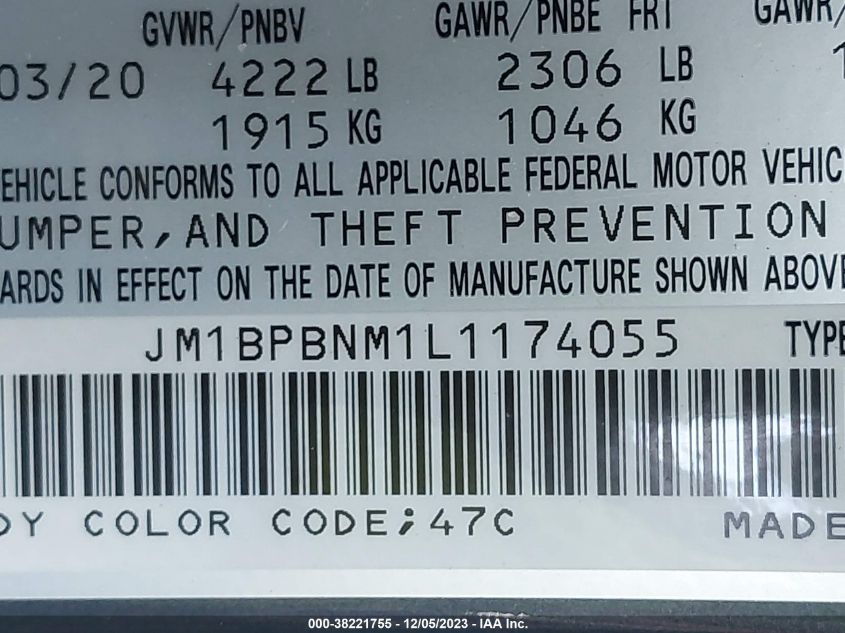 GVWR/PNBV GAWR/PNBE FRT GAWR/
03/20 4222 LB 2306 LB
1915 KG 1046 KG
EHICLE CONFORMS TO ALL APPLICABLE FEDERAL MOTOR VEHIC
UMPER, AND THEFT PREVENTION
ARDS IN EFFECT ON THE DATE OF MANUFACTURE SHOWN ABOVE
JM1BPBNM1L1174055 TYPE
DY COLOR CODE;47C MADE
000-38221755 - 12/05/2023 - IAA Inc.